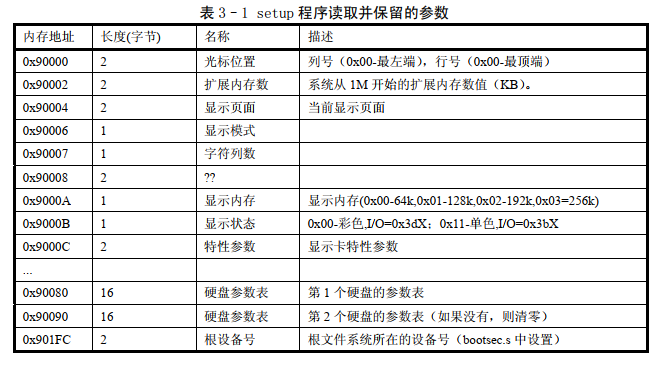 表 3-1 setup 程序读取并保留的参数
内存地址 长度(字节) 名称 描述
0x90000 2 光标位置 列号（0x00-最左端），行号（0x00-最顶端）
0x90002 2 扩展内存数 系统从 1M 开始的扩展内存数值（KB）。
0x90004 2 显示页面 当前显示页面
0x90006 1 显示模式
0x90007 1 字符列数
0x90008 2 ??
0x9000A 1 显示内存 显示内存(0x00-64k,0x01-128k,0x02-192k,0x03=256k)
0x9000B 1 显示状态 0x00-彩色,I/O=0x3dX；0x11-单色,I/O=0x3bX
0x9000C 2 特性参数 显示卡特性参数
...
0x90080 16 硬盘参数表 第 1 个硬盘的参数表
0x90090 16 硬盘参数表 第 2 个硬盘的参数表（如果没有，则清零）
0x901FC 2 根设备号 根文件系统所在的设备号（bootsec.s 中设置）